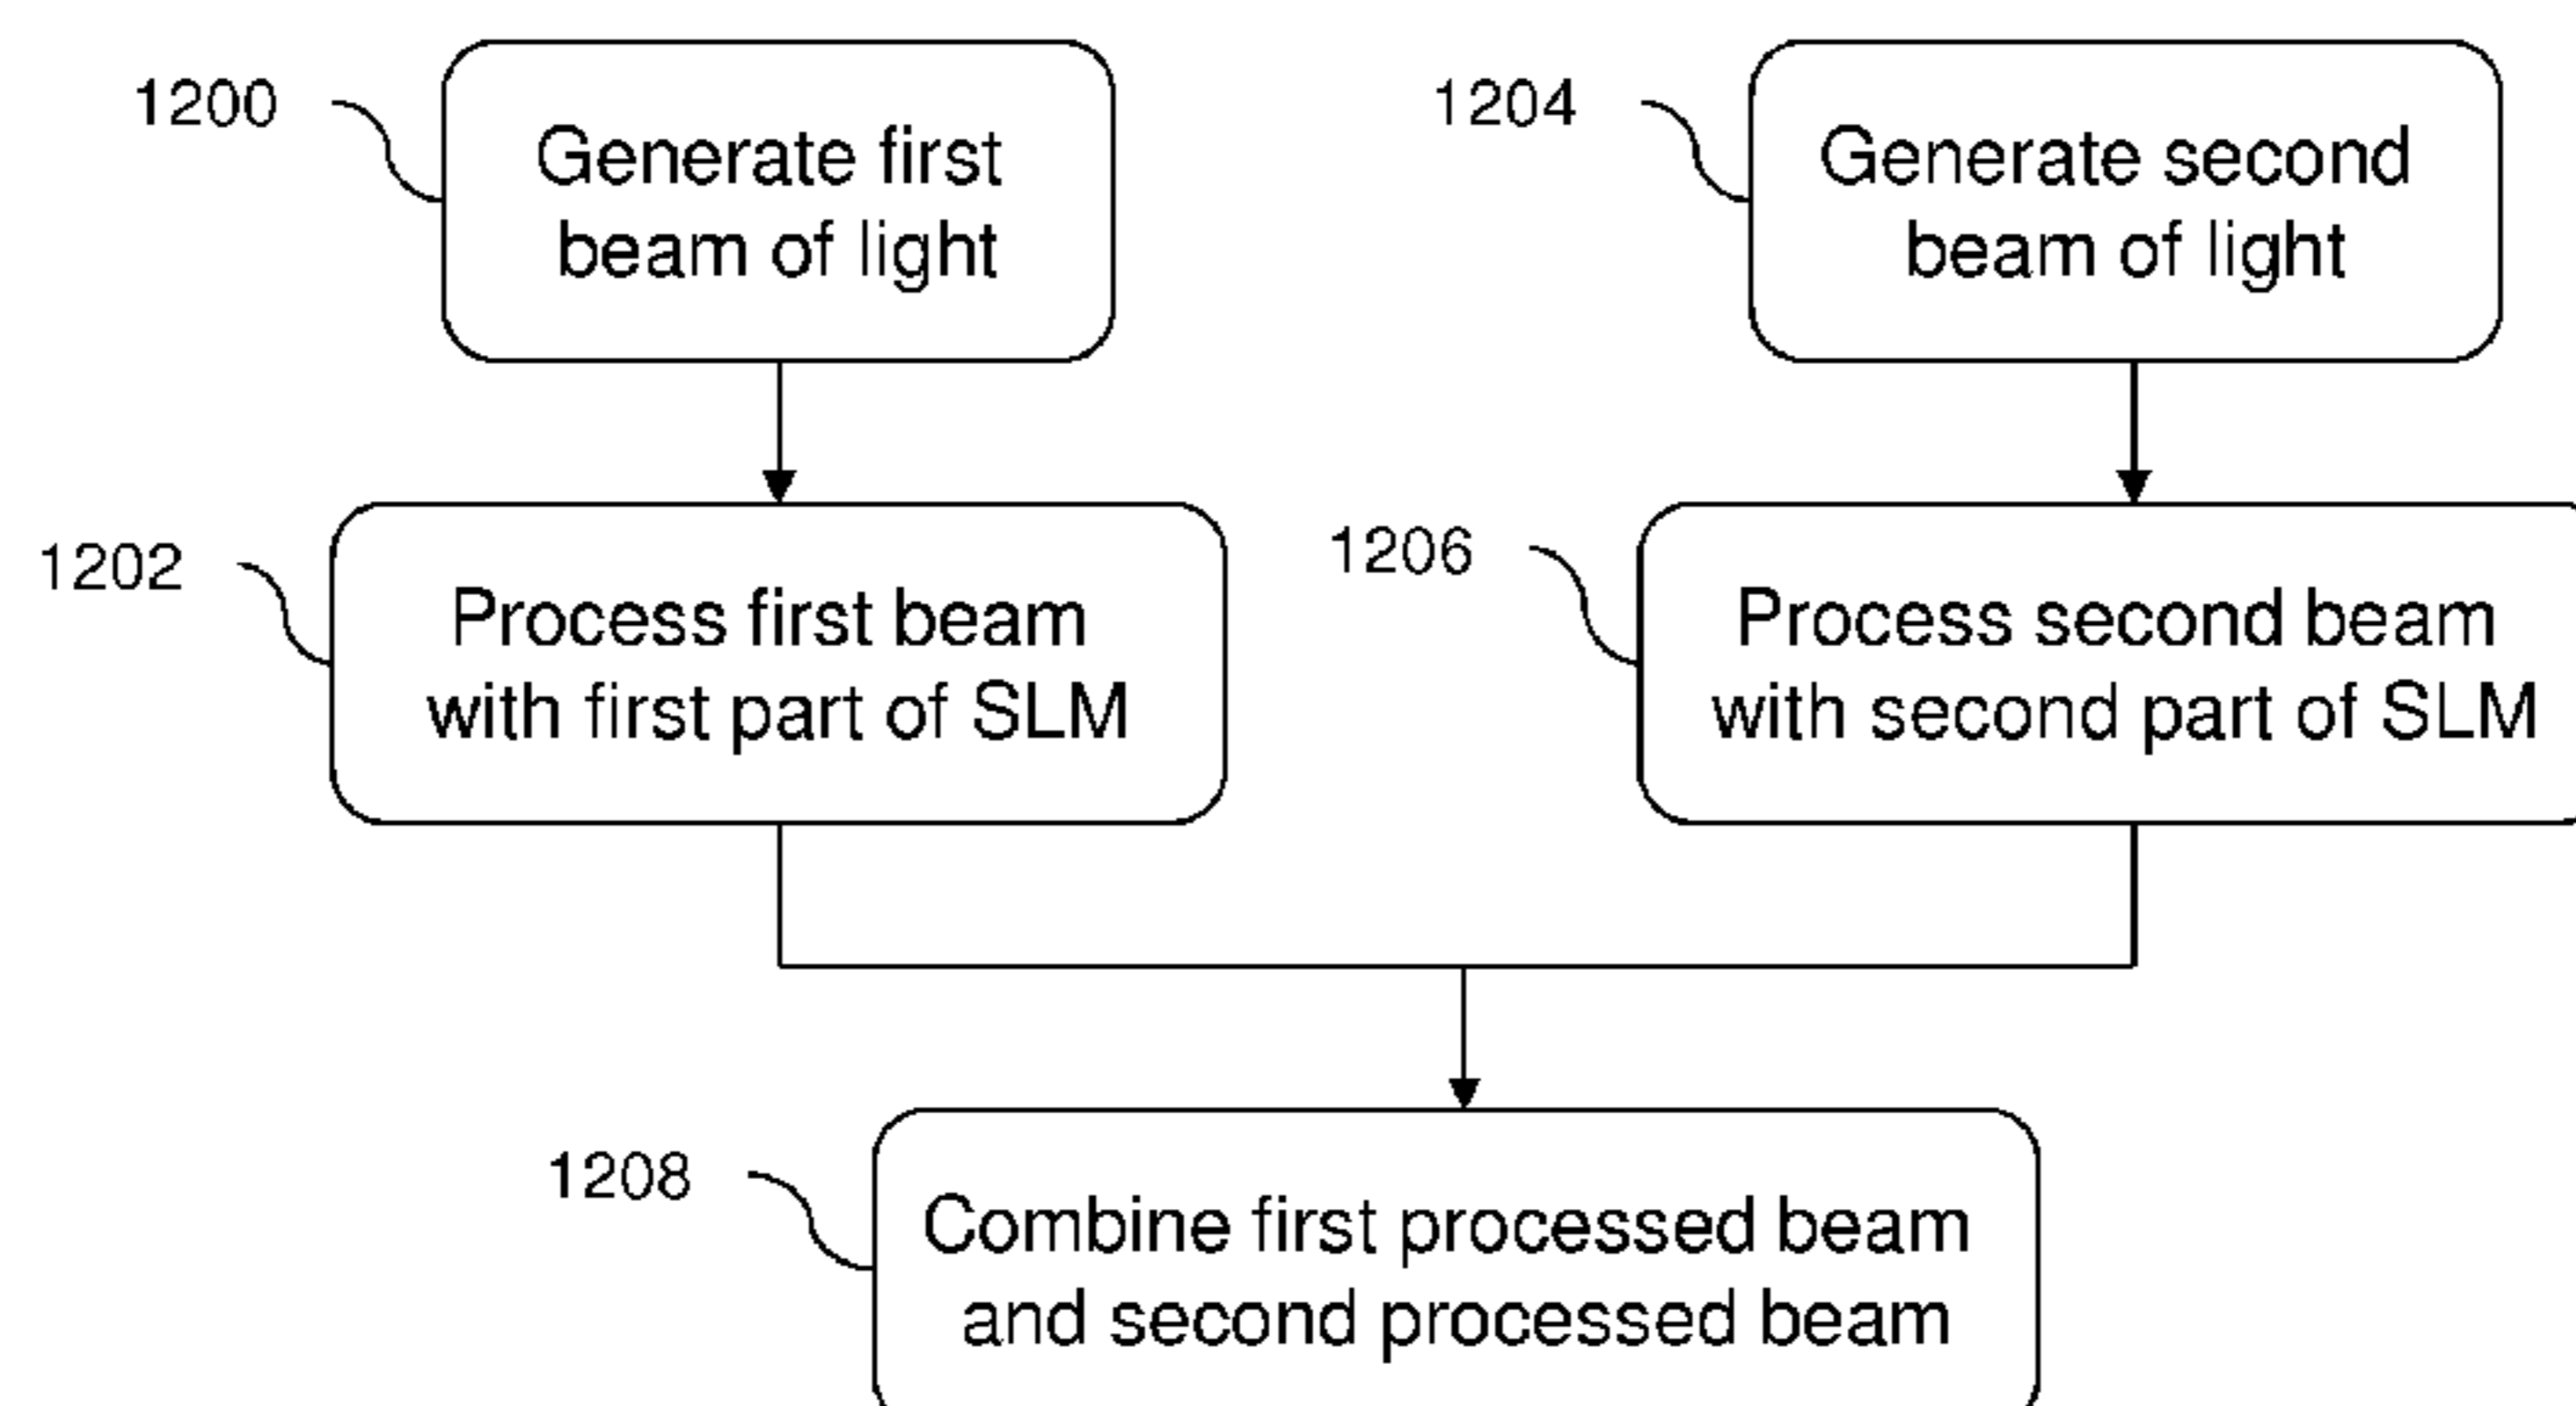 1200
Generate first
beam of light
1204
Generate second
beam of light
1202
Process first beam
with first part of SLM
1206
Process second beam
with second part of SLM
1208
Combine first processed beam
and second processed beam